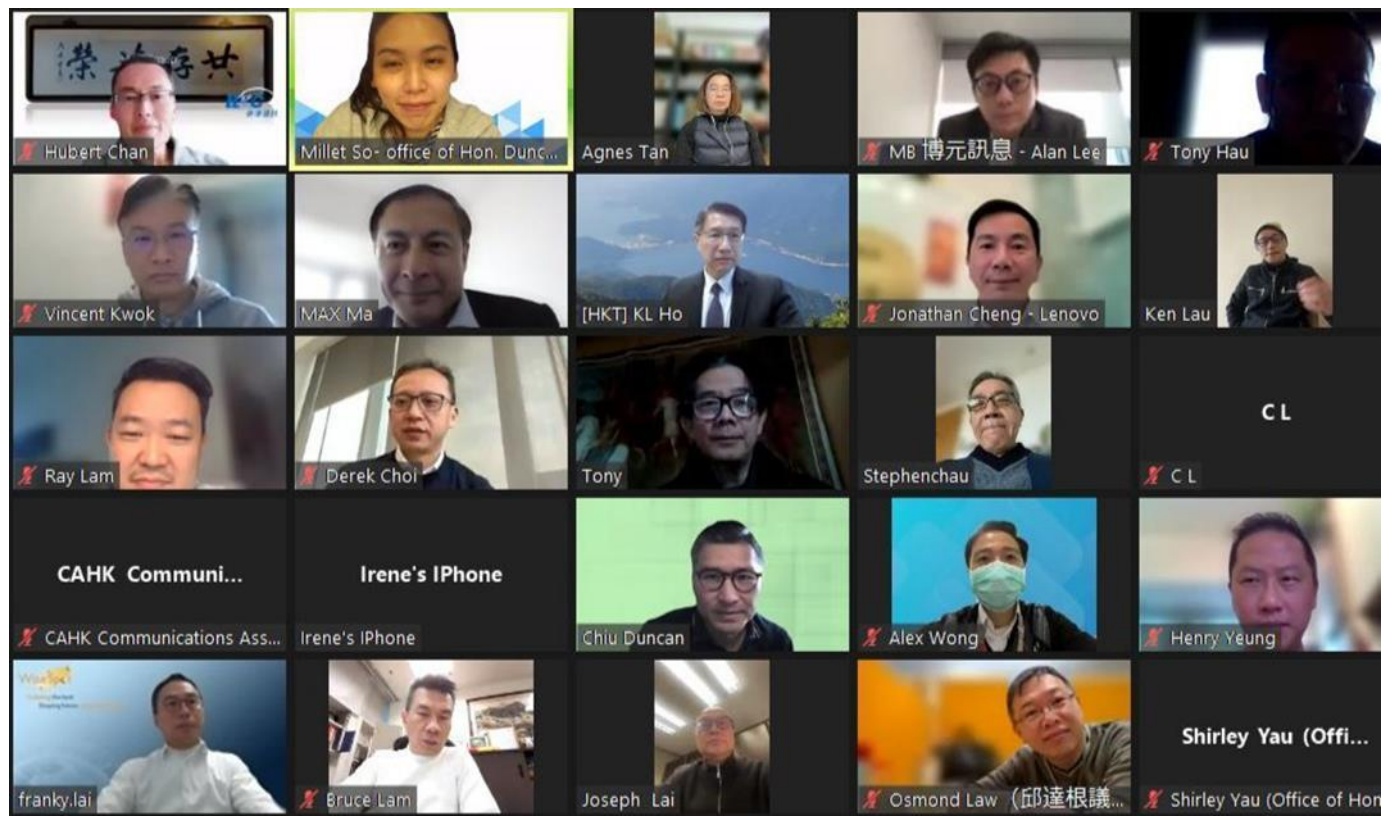 共存 榮
Hubert Chan
Millet So- office of Hon. Dunc...
Agnes Tan
MB 博元訊息 - Alan Lee
Tony Hau
Vincent Kwok
MAX Ma
[HKT] KL Ho
Jonathan Cheng - Lenovo
Ken Lau
Ray Lam
Derek Choi
Tony
Stephenchau
C L
C L
CAHK Communi...
CAHK Communications Ass...
Irene's IPhone
Irene's IPhone
Chiu Duncan
Alex Wong
Henry Yeung
franky.lai
Bruce Lam
Joseph Lai
Osmond Law（邱達根議...
Shirley Yau (Offi...
Shirley Yau (Office of Hon